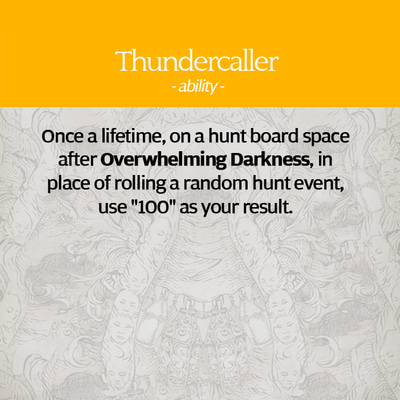 Thundercaller
- ability -
Once a lifetime, on a hunt board space
after Overwhelming Darkness, in
place of rolling a random hunt event,
use "100" as your result.